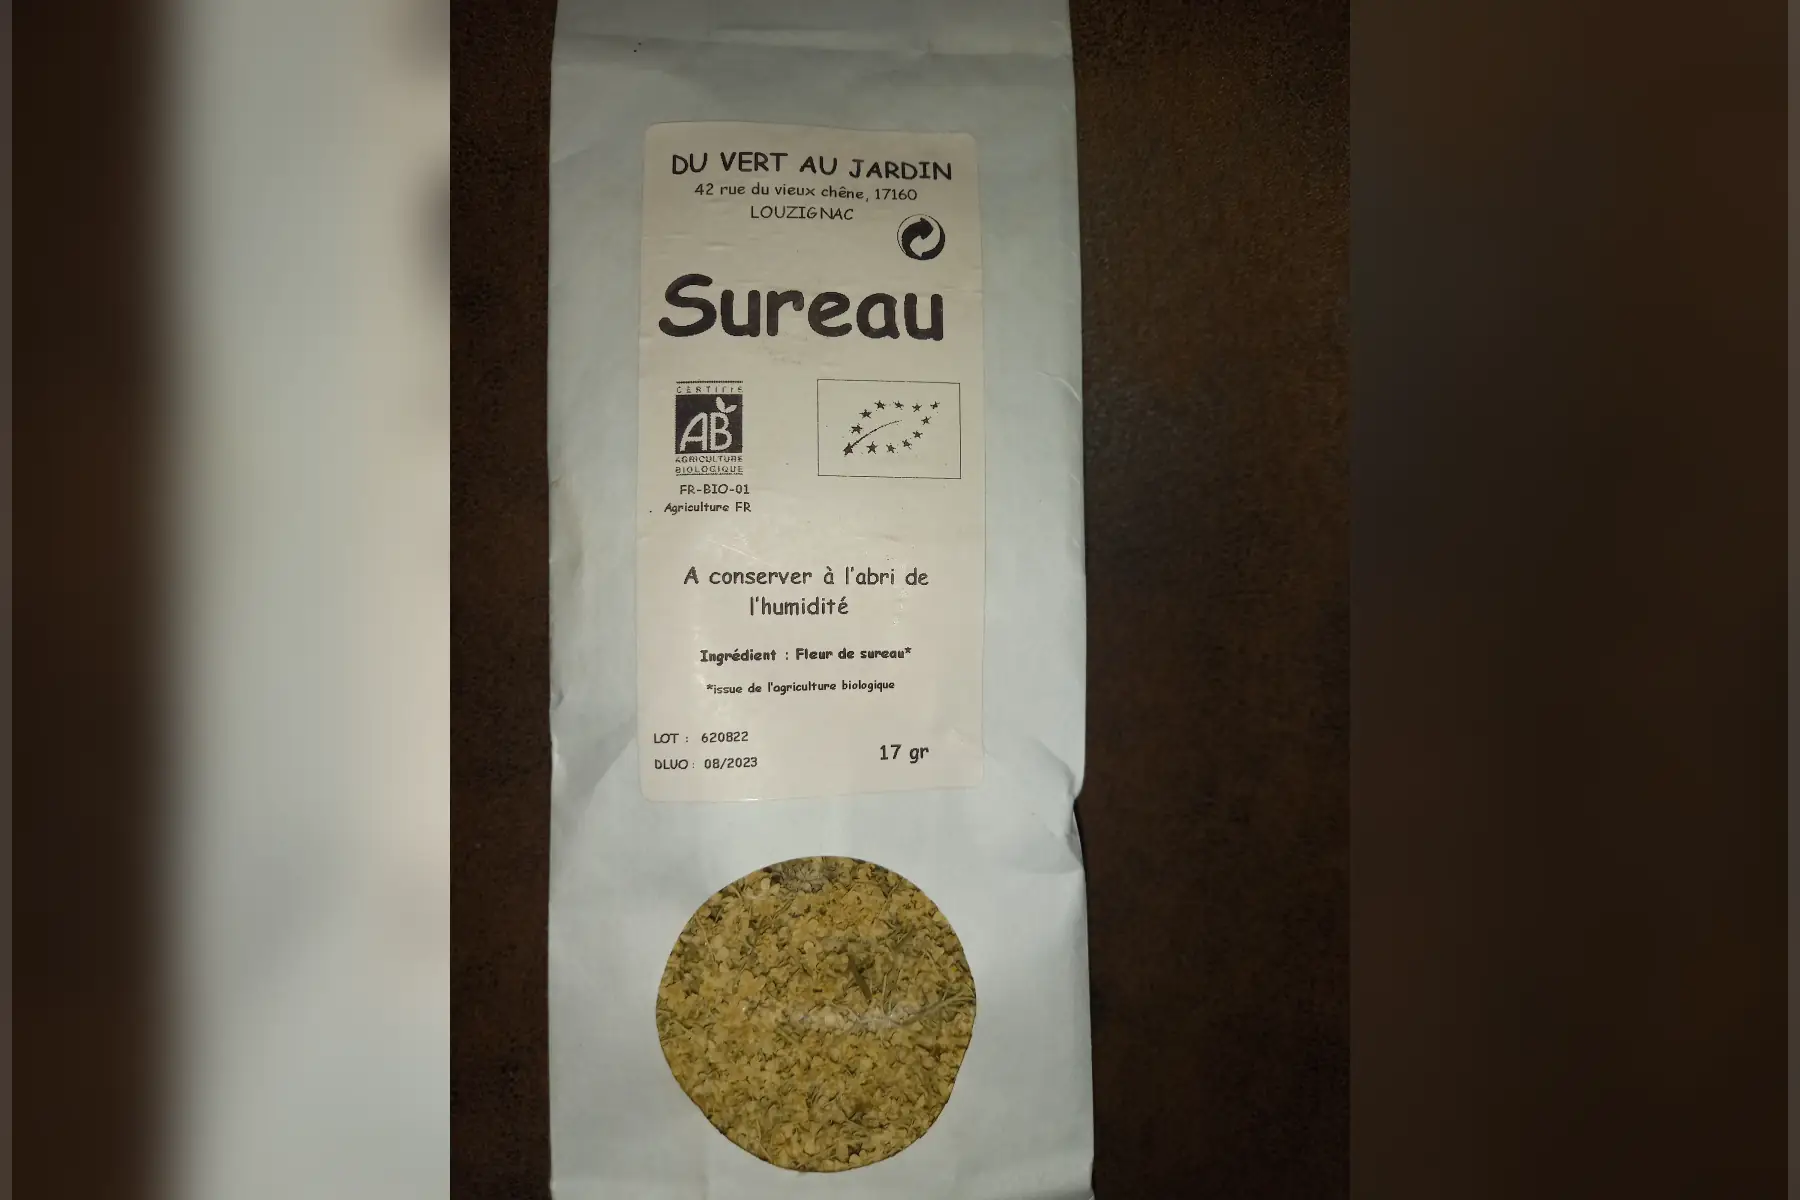 DU VERT AU JARDIN
42 rue du vieux chêne, 17160
LOUZIGNAC
Sureau
CERTIFIÉ
AB
AGRICULTURE
BIOLOGIQUE
FR-BIO-01
Agriculture FR
A conserver à l'abri de
l'humidité
Ingrédient : Fleur de sureau*
*issue de l'agriculture biologique
LOT : 620822
DLUO : 08/2023
17 gr